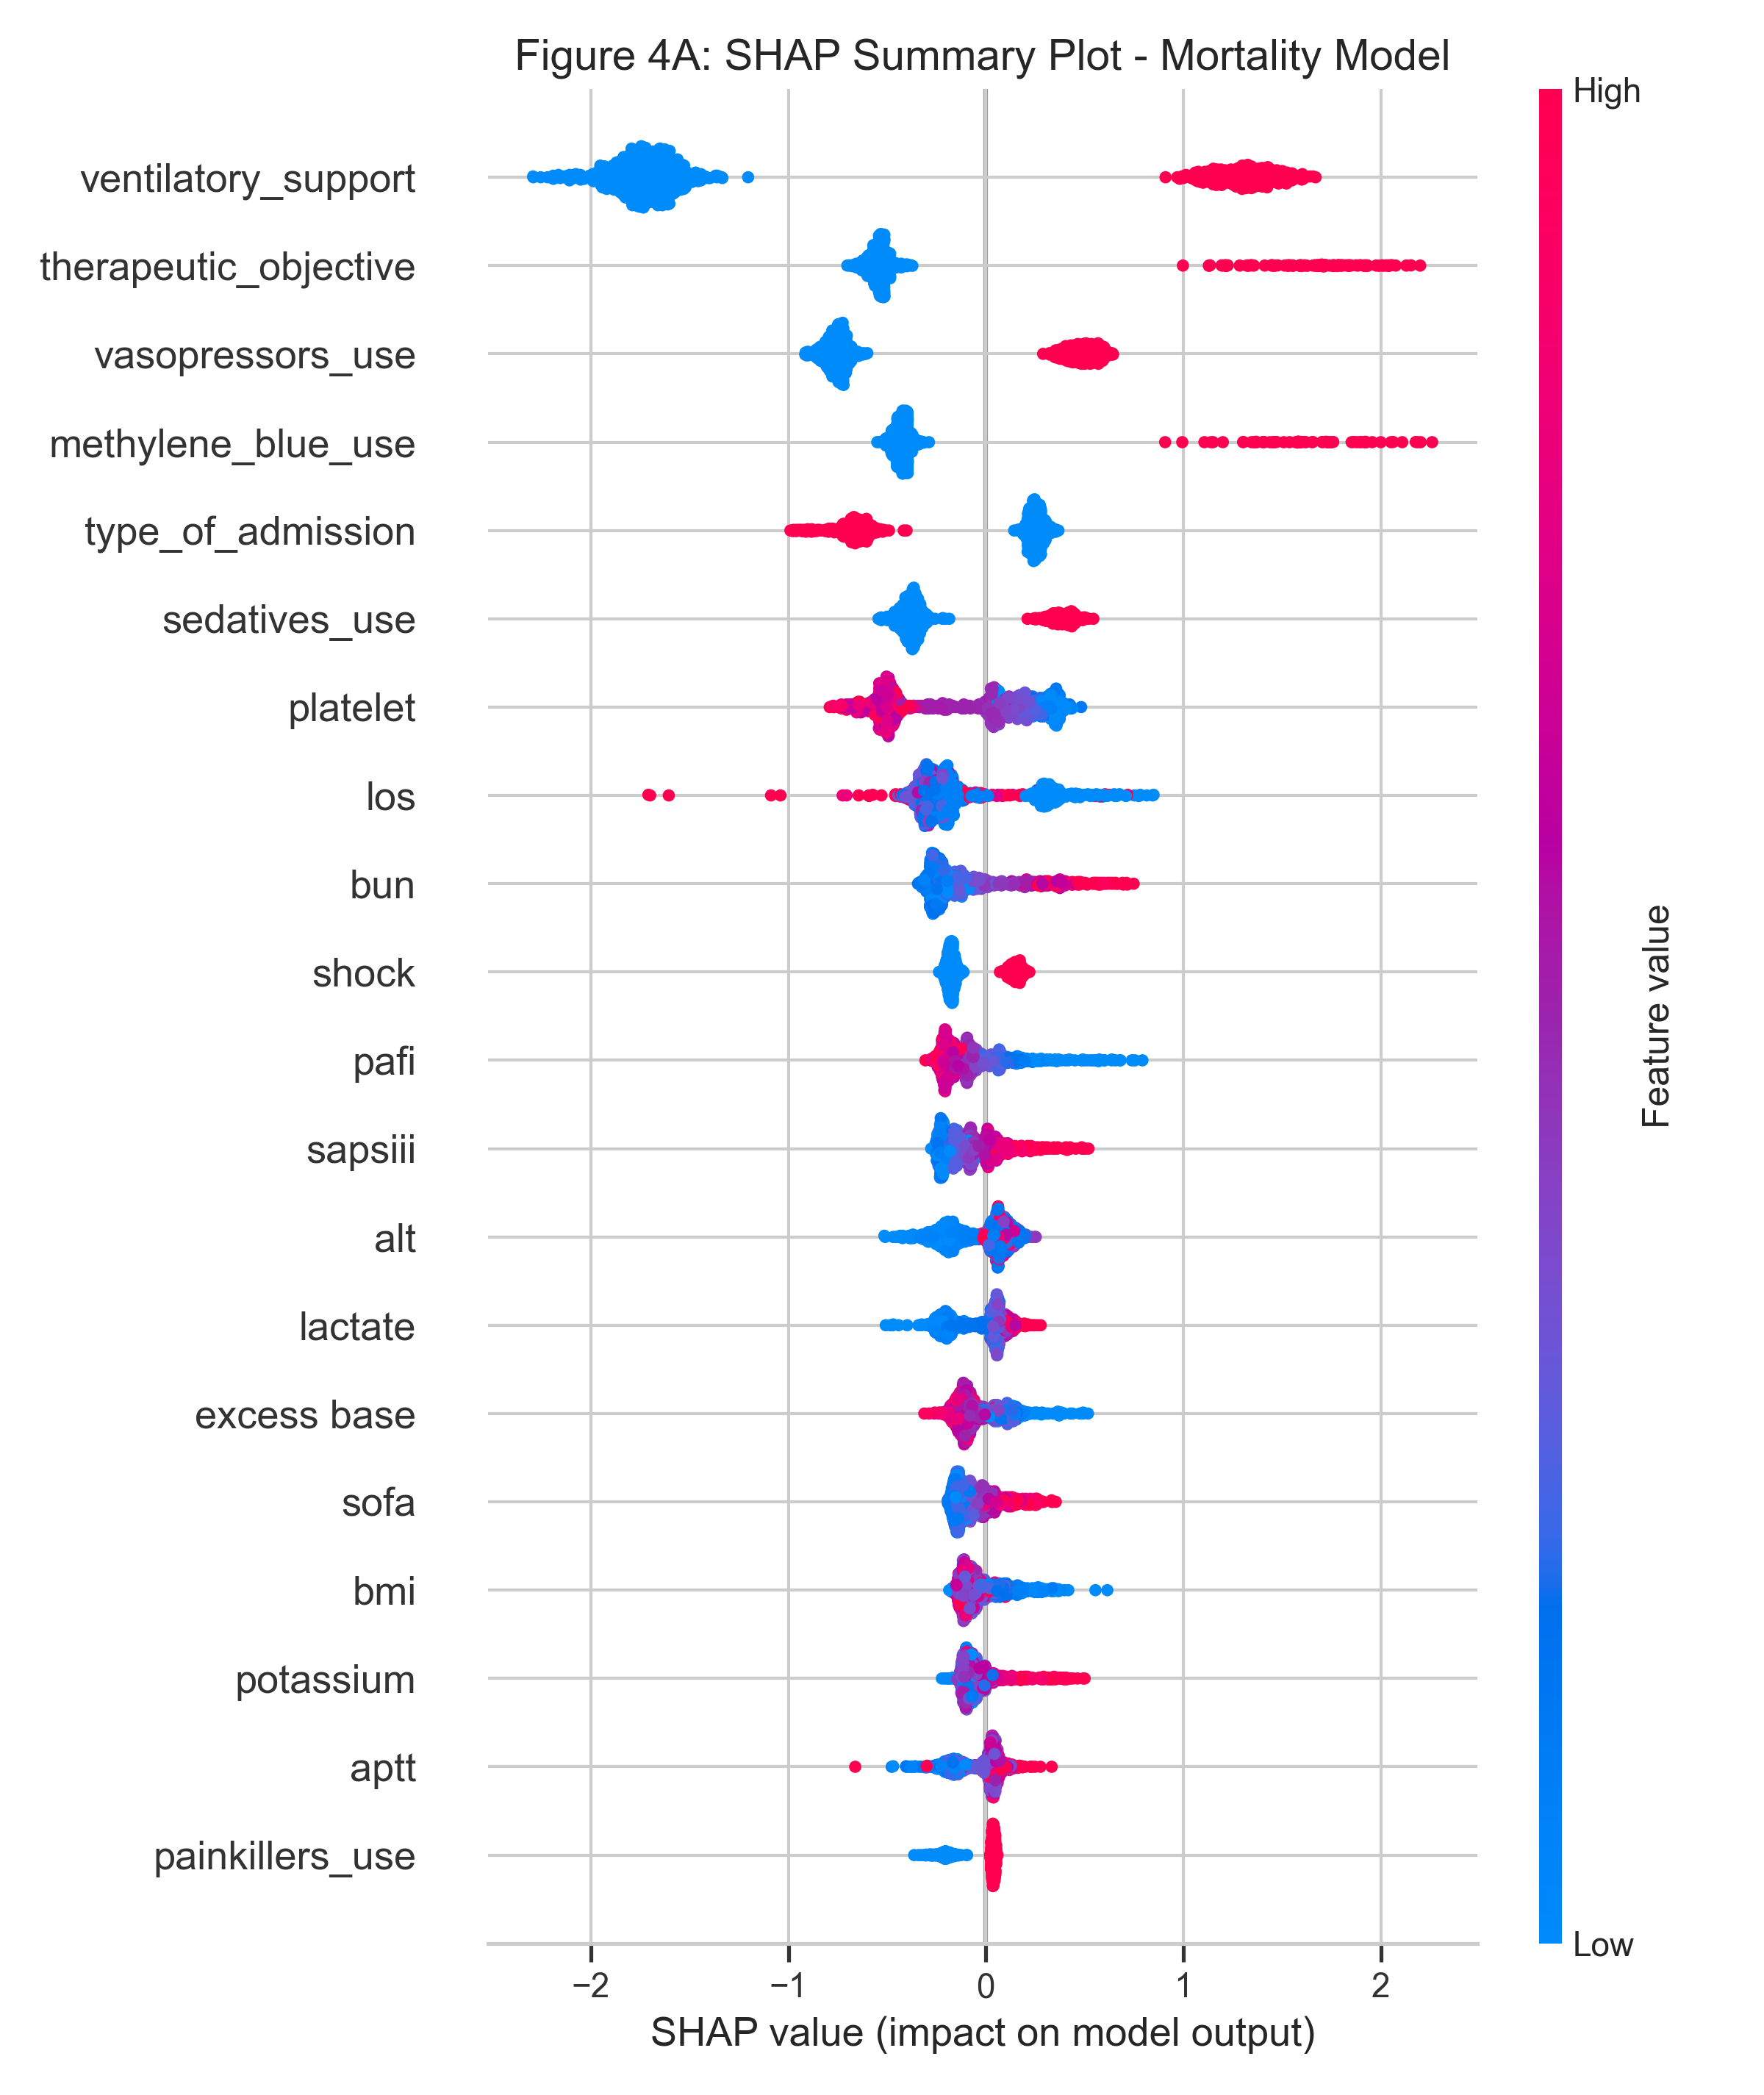 Figure 4A: SHAP Summary Plot - Mortality Model
High
ventilatory_support
therapeutic_objective
vasopressors_use
methylene_blue_use
type_of_admission
sedatives_use
platelet
los
bun
shock
pafi
sapsiii
alt
lactate
excess base
sofa
bmi
potassium
aptt
painkillers_use
Feature value
Low
−2 −1 0 1 2
SHAP value (impact on model output)